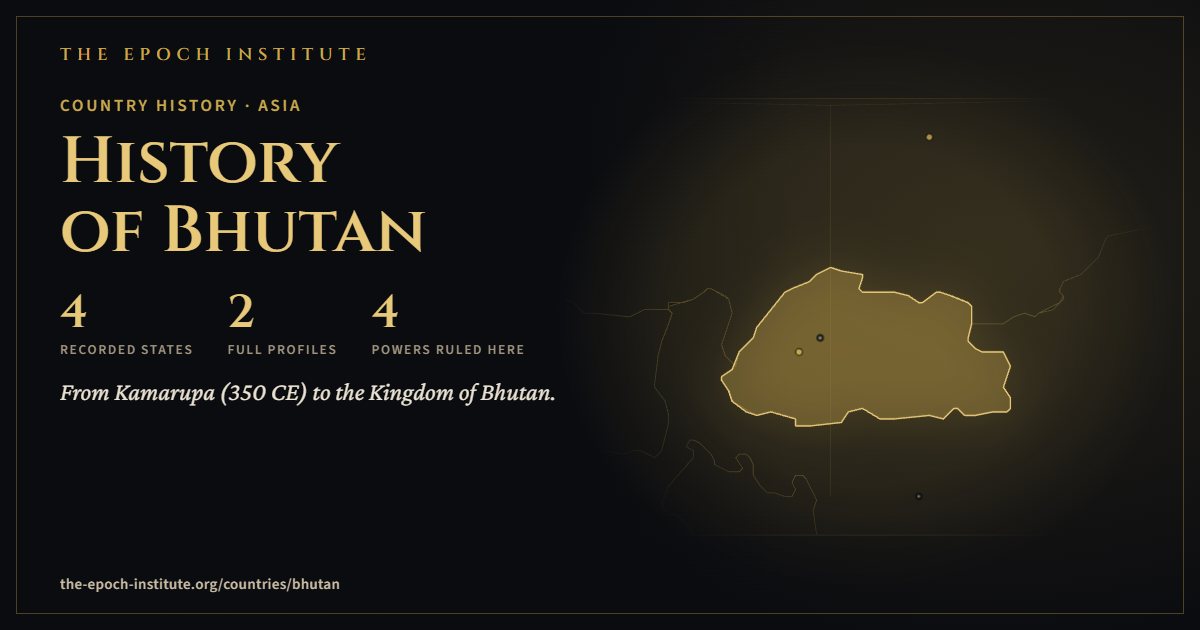 THE EPOCH INSTITUTE
COUNTRY HISTORY · ASIA
History
of Bhutan
4
RECORDED STATES
2
FULL PROFILES
4
POWERS RULED HERE
From Kamarupa (350 CE) to the Kingdom of Bhutan.
the-epoch-institute.org/countries/bhutan